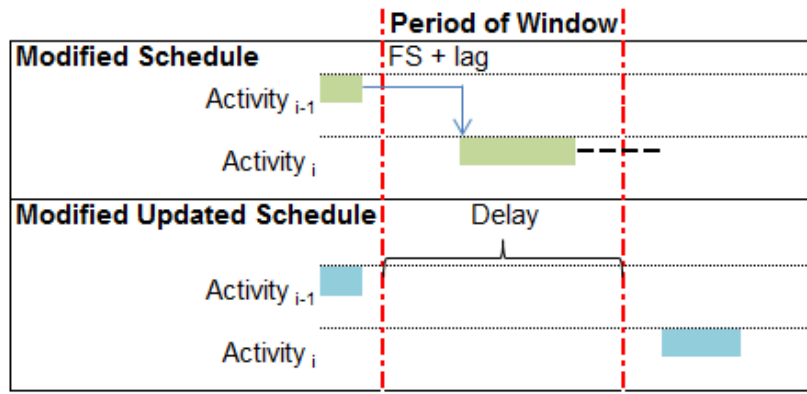 Period of Window
Modified Schedule FS + lag
Activity i-1
Activity i
Modified Updated Schedule Delay
Activity i-1
Activity i